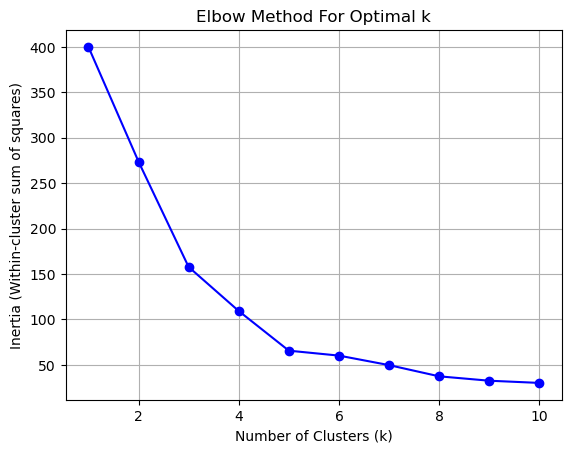 Elbow Method For Optimal k
400
350
300
250
200
150
100
50
Inertia (Within-cluster sum of squares)
2 4 6 8 10
Number of Clusters (k)